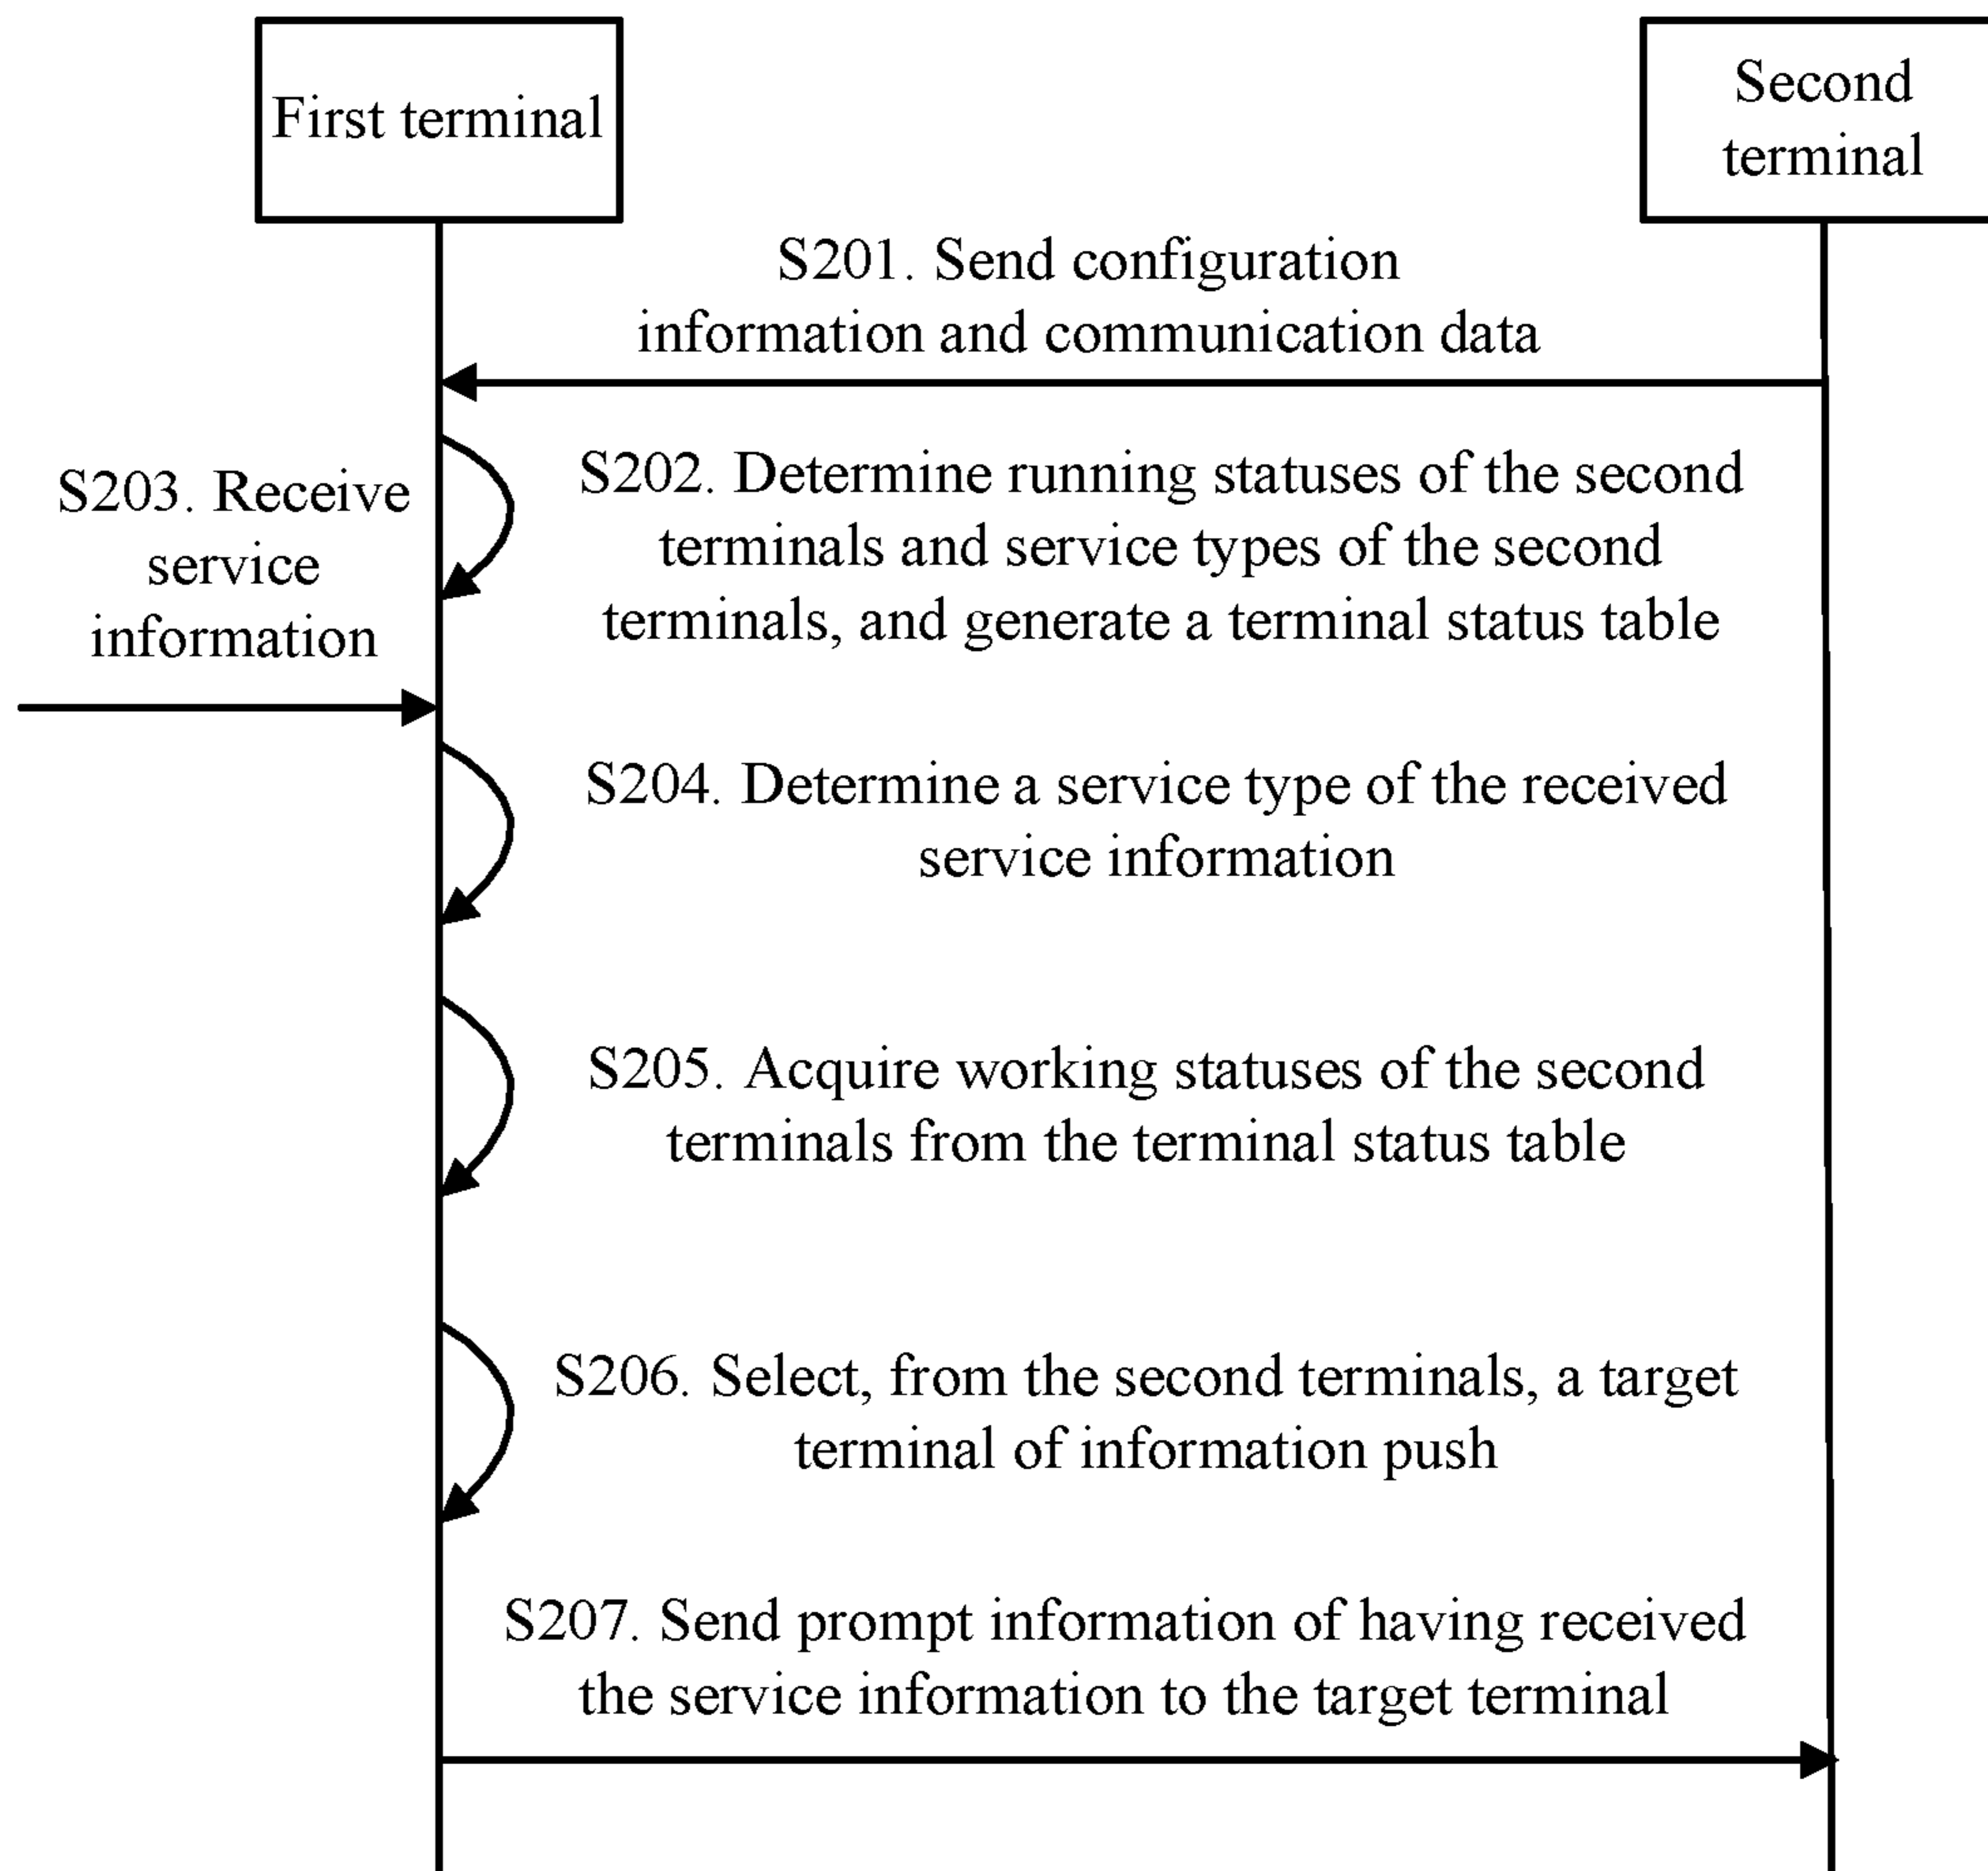 First terminal
Second
terminal
S201. Send configuration
information and communication data
S202. Determine running statuses of the second
terminals and service types of the second
terminals, and generate a terminal status table
S203. Receive
service
information
S204. Determine a service type of the received
service information
S205. Acquire working statuses of the second
terminals from the terminal status table
S206. Select, from the second terminals, a target
terminal of information push
S207. Send prompt information of having received
the service information to the target terminal